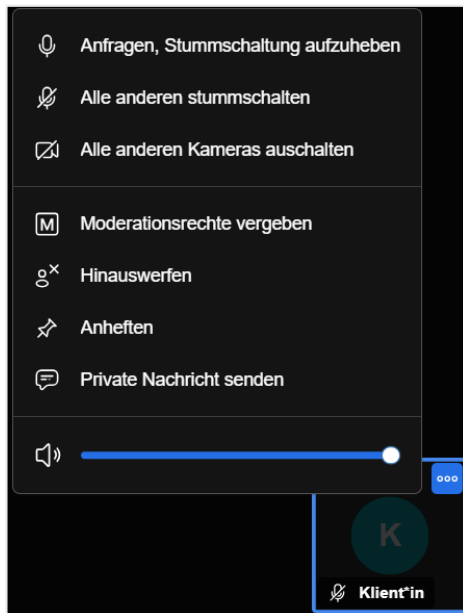 Anfragen, Stummschaltung aufzuheben
Alle anderen stummschalten
Alle anderen Kameras auschalten
M Moderationsrechte vergeben
Hinauswerfen
Anheften
Private Nachricht senden
K
Klient*in